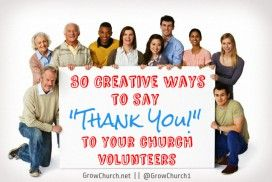 30 CREATIVE WAYS
TO SAY
"THANK YOU!"
TO YOUR CHURCH
VOLUNTEERS
GrowChurch.net || @GrowChurch1